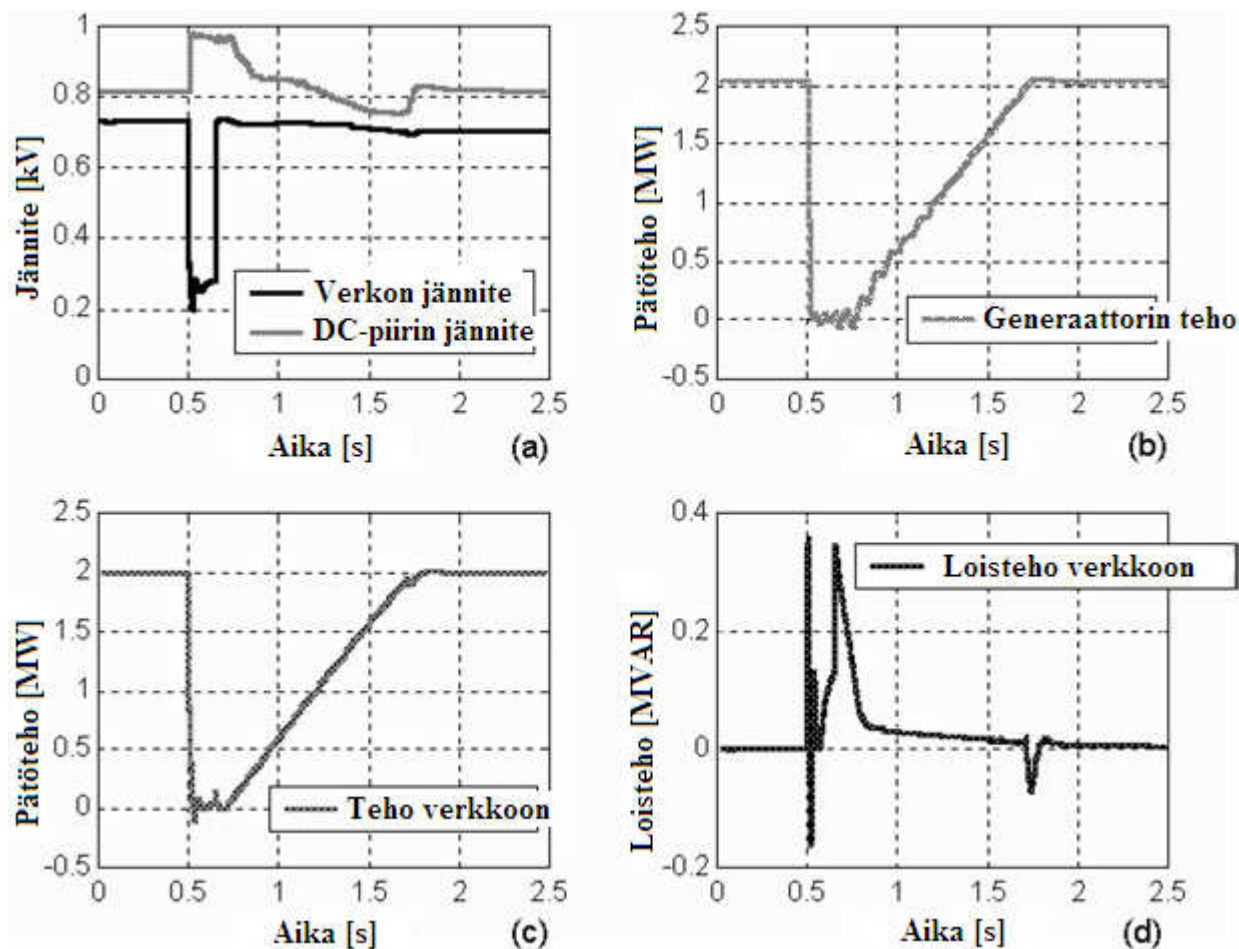 Jännite [kV]
1
0.8
0.6
0.4
0.2
0
Verkon jännite
DC-piirin jännite
0 0.5 1 1.5 2 2.5
Aika [s]
(a)
Pätöteho [MW]
2.5
2
1.5
1
0.5
0
-0.5
Generaattorin teho
0 0.5 1 1.5 2 2.5
Aika [s]
(b)
Pätöteho [MW]
2.5
2
1.5
1
0.5
0
-0.5
Teho verkkoon
0 0.5 1 1.5 2 2.5
Aika [s]
(c)
Loisteho [MVAR]
0.4
0.2
0
-0.2
Loisteho verkkoon
0 0.5 1 1.5 2 2.5
Aika [s]
(d)